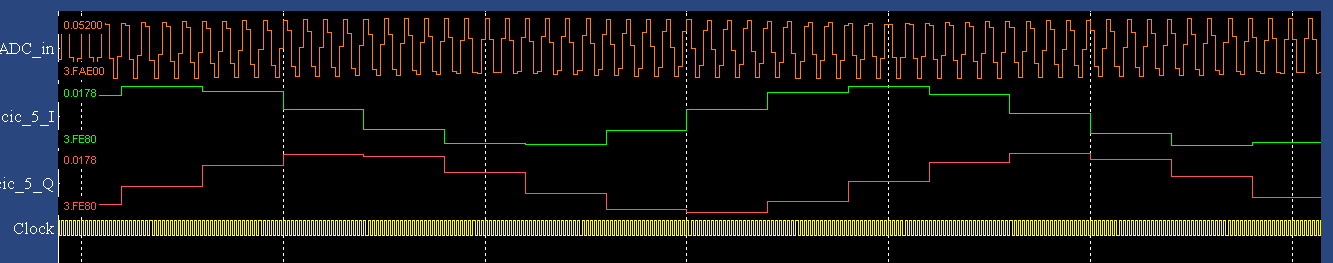 0.05200
ADC_in
3.FAE00
0.0178
cic_5_I
3.FE80
0.0178
cic_5_Q
3.FE80
Clock